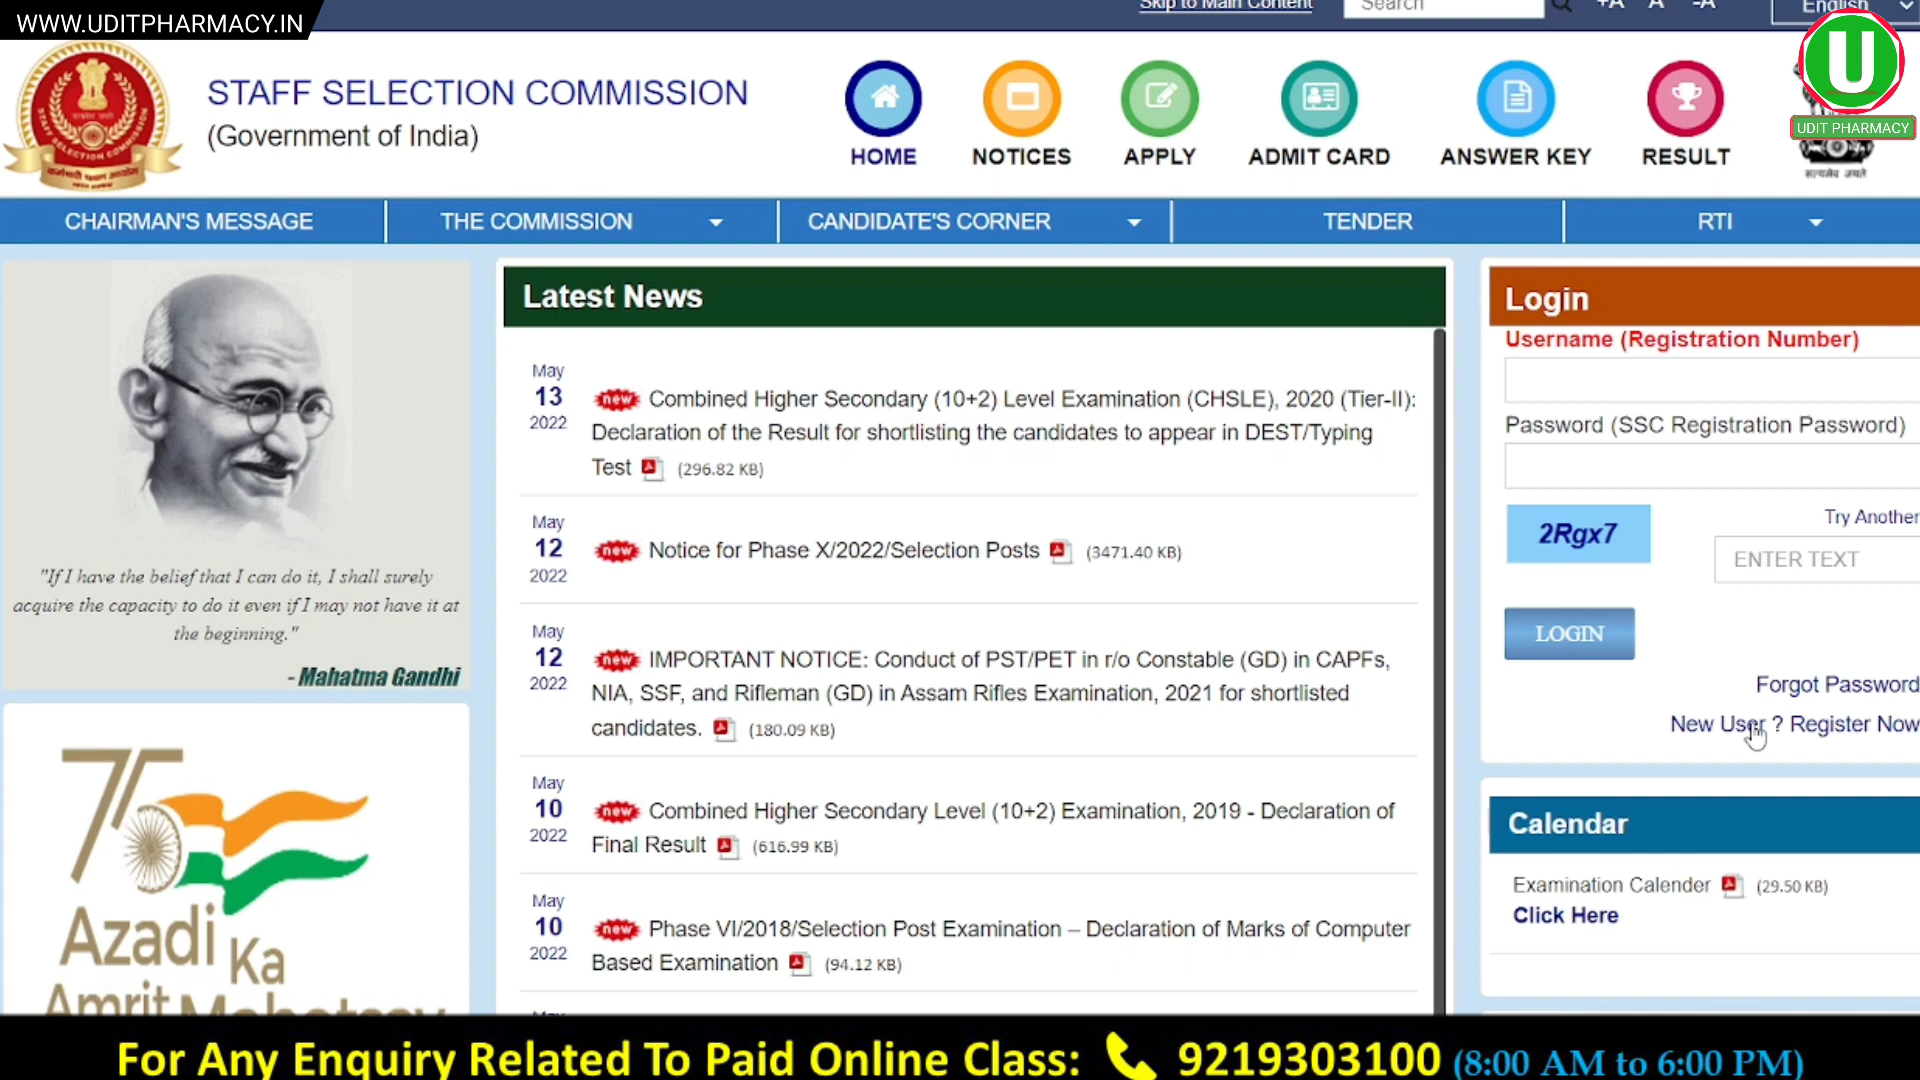 WWW.UDITPHARMACY.IN
Skip to Main Content
Search
+A A -A
English
STAFF SELECTION COMMISSION
(Government of India)
HOME
NOTICES
APPLY
ADMIT CARD
ANSWER KEY
RESULT
U
UDIT PHARMACY
सत्यमेव जयते
CHAIRMAN'S MESSAGE
THE COMMISSION
CANDIDATE'S CORNER
TENDER
RTI
"If I have the belief that I can do it, I shall surely
acquire the capacity to do it even if I may not have it at
the beginning."
- Mahatma Gandhi
75
Azadi Ka
Amrit Mahotsav
Latest News
May
13
2022
new Combined Higher Secondary (10+2) Level Examination (CHSLE), 2020 (Tier-II):
Declaration of the Result for shortlisting the candidates to appear in DEST/Typing
Test (296.82 KB)
May
12
2022
new Notice for Phase X/2022/Selection Posts (3471.40 KB)
May
12
2022
new IMPORTANT NOTICE: Conduct of PST/PET in r/o Constable (GD) in CAPFs,
NIA, SSF, and Rifleman (GD) in Assam Rifles Examination, 2021 for shortlisted
candidates. (180.09 KB)
May
10
2022
new Combined Higher Secondary Level (10+2) Examination, 2019 - Declaration of
Final Result (616.99 KB)
May
10
2022
new Phase VI/2018/Selection Post Examination – Declaration of Marks of Computer
Based Examination (94.12 KB)
May
Login
Username (Registration Number)
Password (SSC Registration Password)
2Rgx7
Try Another
ENTER TEXT
LOGIN
Forgot Password
New User ? Register Now
Calendar
Examination Calender (29.50 KB)
Click Here
For Any Enquiry Related To Paid Online Class: 9219303100 (8:00 AM to 6:00 PM)